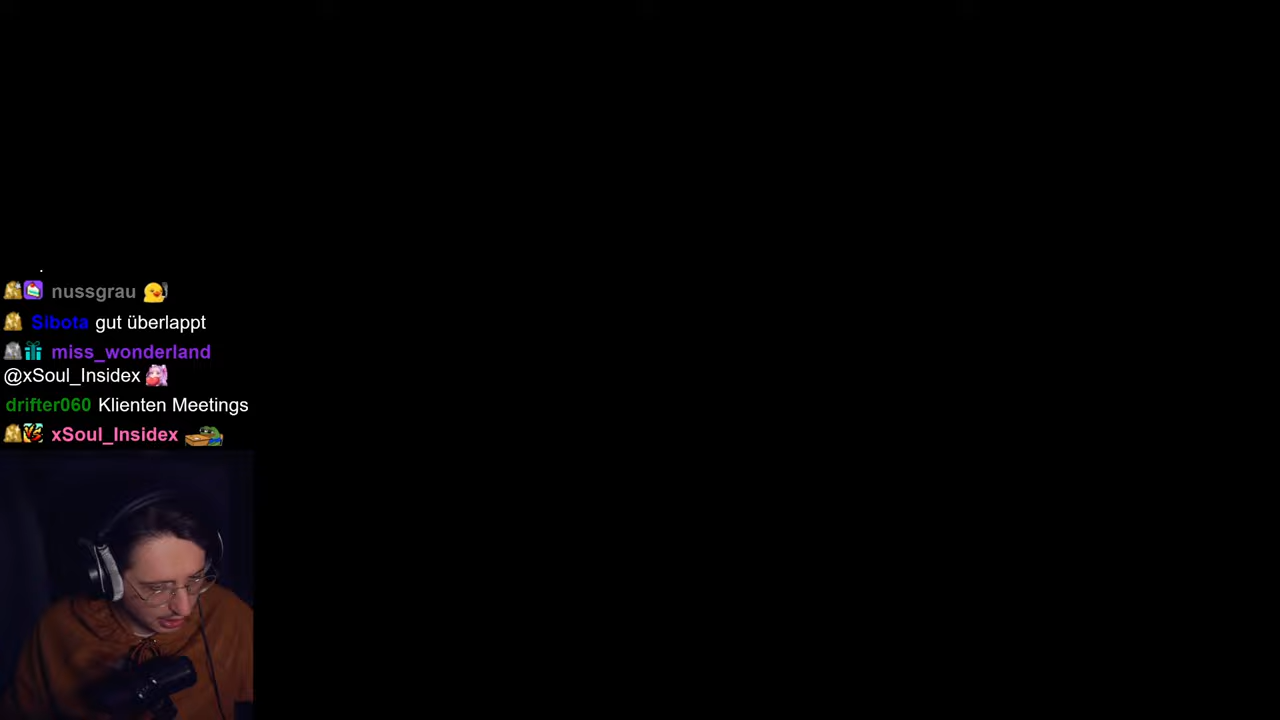 nussgrau
Sibota gut überlappt
miss_wonderland
@xSoul_Insidex
drifter060 Klienten Meetings
xSoul_Insidex